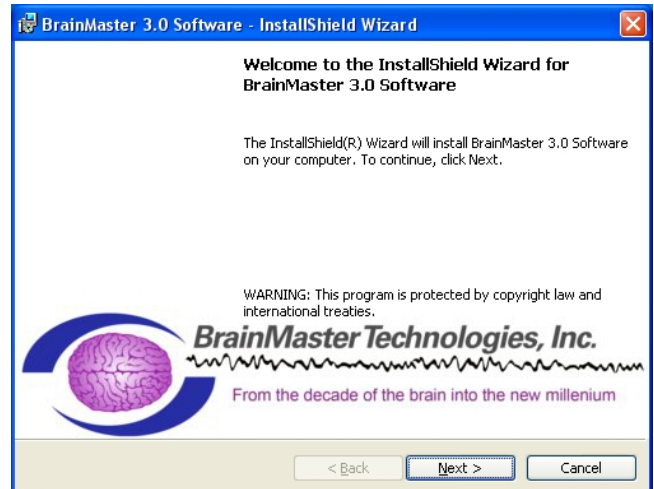 BrainMaster 3.0 Software - InstallShield Wizard
Welcome to the InstallShield Wizard for
BrainMaster 3.0 Software
The InstallShield(R) Wizard will install BrainMaster 3.0 Software
on your computer. To continue, click Next.
WARNING: This program is protected by copyright law and
international treaties.
BrainMaster Technologies, Inc.
From the decade of the brain into the new millenium
< Back
Next >
Cancel